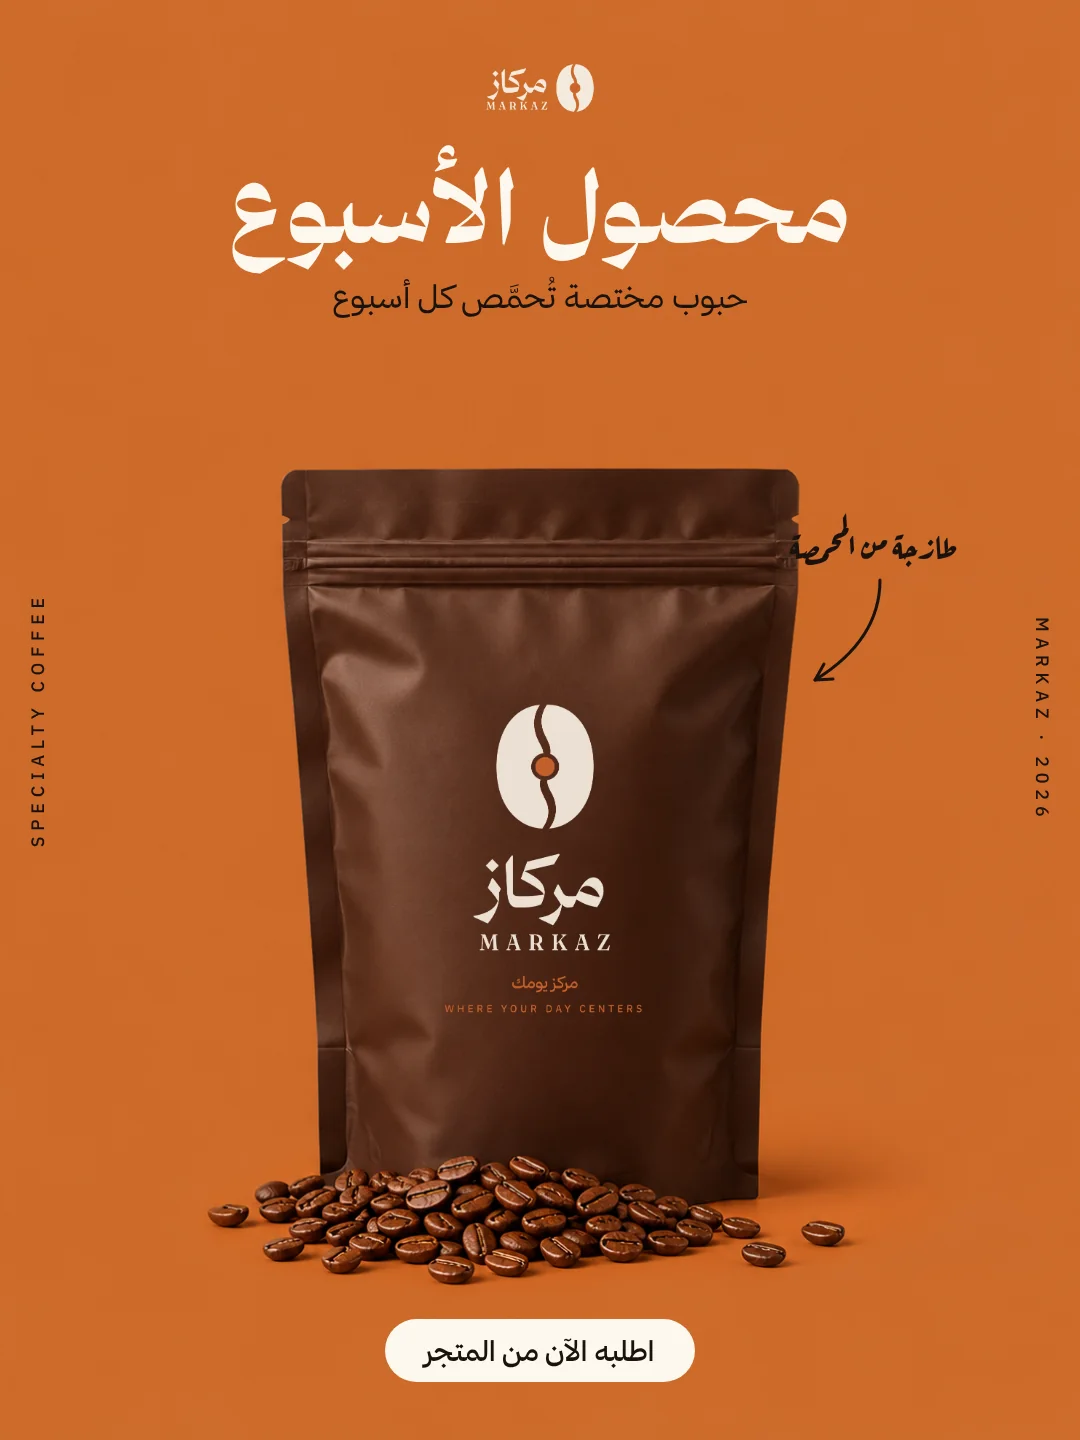 مركاز
MARKAZ
محصول الأسبوع
حبوب مختصة تُحمَّص كل أسبوع
طازجة من المحمصة
SPECIALTY COFFEE
MARKAZ · 2026
مركاز
MARKAZ
مركز يومك
WHERE YOUR DAY CENTERS
اطلبه الآن من المتجر